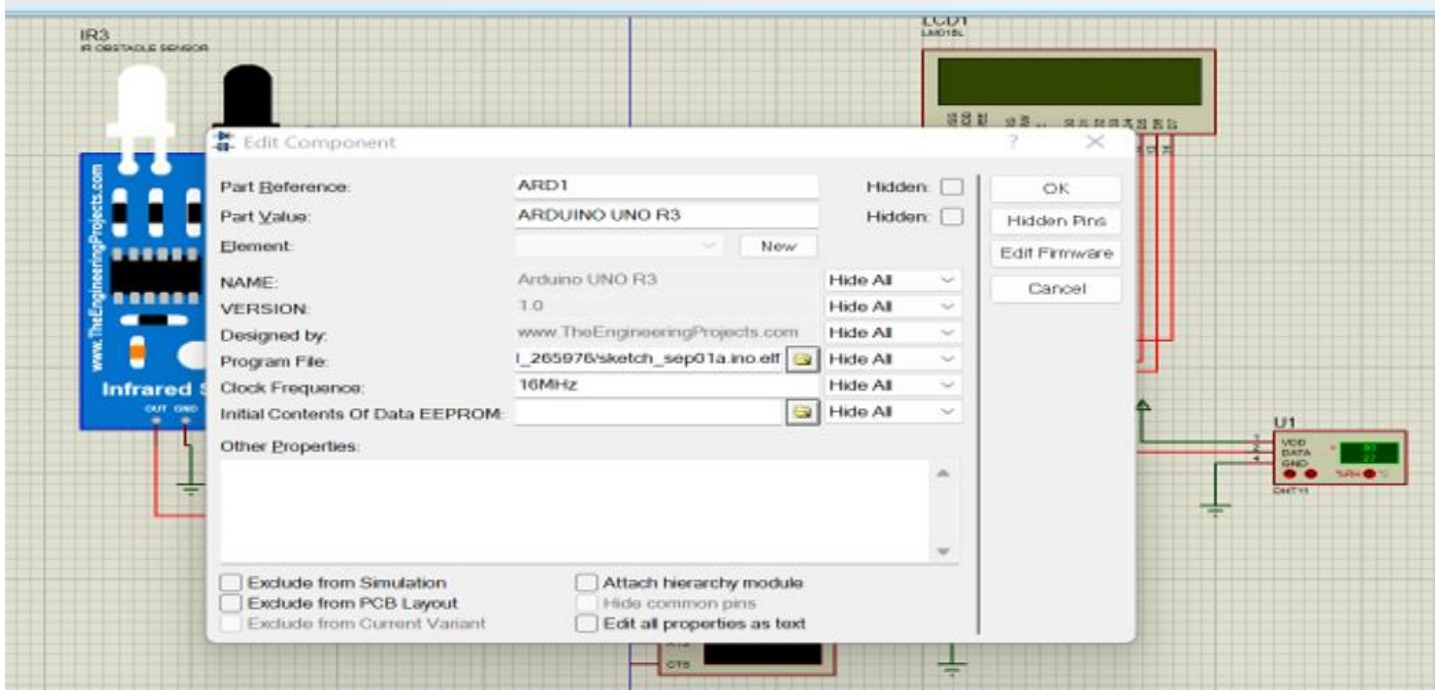 IR3
IR OBSTACLE SENSOR
LCD1
LM016L
www.TheEngineeringProjects.com
Infrared S
OUT GND
Edit Component
?
Part Reference: ARD1 Hidden:
Part Value: ARDUINO UNO R3 Hidden:
Element: New
NAME: Arduino UNO R3 Hide All
VERSION: 1.0 Hide All
Designed by: www.TheEngineeringProjects.com Hide All
Program File: l_265976/sketch_sep01a.ino.elf Hide All
Clock Frequence: 16MHz Hide All
Initial Contents Of Data EEPROM: Hide All
Other Properties:
Exclude from Simulation
Exclude from PCB Layout
Exclude from Current Variant
Attach hierarchy module
Hide common pins
Edit all properties as text
OK
Hidden Pins
Edit Firmware
Cancel
U1
VDD
DATA
GND
%RH °C
DHT11
CTS